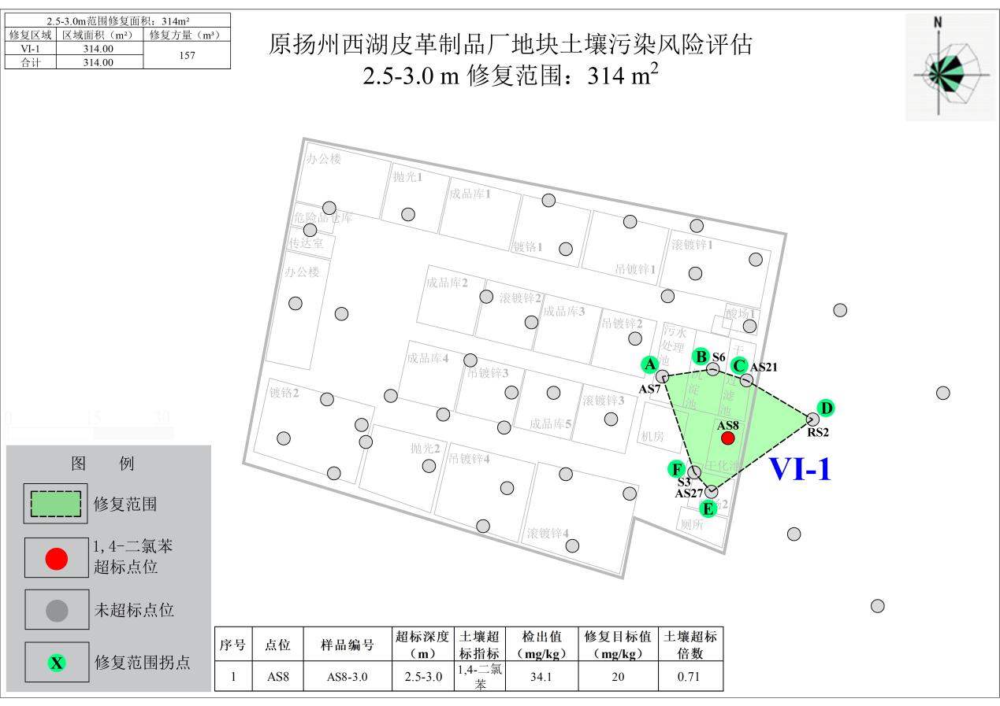 2.5-3.0m范围修复面积：314m²
修复区域 区域面积（m²） 修复方量（m³）
VI-1 314.00 157
合计 314.00
原扬州西湖皮革制品厂地块土壤污染风险评估
2.5-3.0 m 修复范围：314 m²
N
办公楼
抛光1
成品库1
危险品仓库
传达室
镀铬1
吊镀锌1
滚镀锌1
办公楼
成品库2
滚镀锌2
成品库3
吊镀锌2
酸场1
污水
处理
池
干
A
B
S6
C
AS21
成品库4
吊镀锌3
AS7
沉
淀
池
过
滤
池
镀铬2
滚镀锌3
D
RS2
成品库5
机房
AS8
0 15 30
抛光2
吊镀锌4
干化池
VI-1
F
S3
AS27
E
场2
厕所
滚镀锌4
图 例
修复范围
1,4-二氯苯
超标点位
未超标点位
X
修复范围拐点
序号 点位 样品编号 超标深度（m） 土壤超标指标 检出值（mg/kg） 修复目标值（mg/kg） 土壤超标倍数
1 AS8 AS8-3.0 2.5-3.0 1,4-二氯苯 34.1 20 0.71